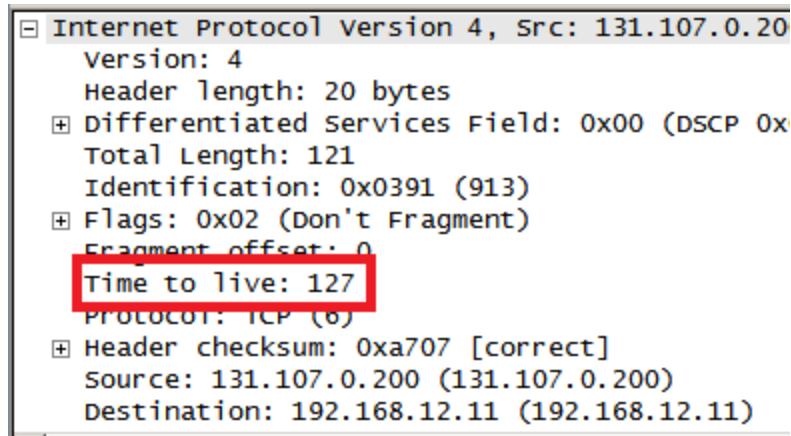 Internet Protocol Version 4, Src: 131.107.0.20
Version: 4
Header length: 20 bytes
Differentiated Services Field: 0x00 (DSCP 0x
Total Length: 121
Identification: 0x0391 (913)
Flags: 0x02 (Don't Fragment)
Fragment offset: 0
Time to live: 127
Protocol: TCP (6)
Header checksum: 0xa707 [correct]
Source: 131.107.0.200 (131.107.0.200)
Destination: 192.168.12.11 (192.168.12.11)